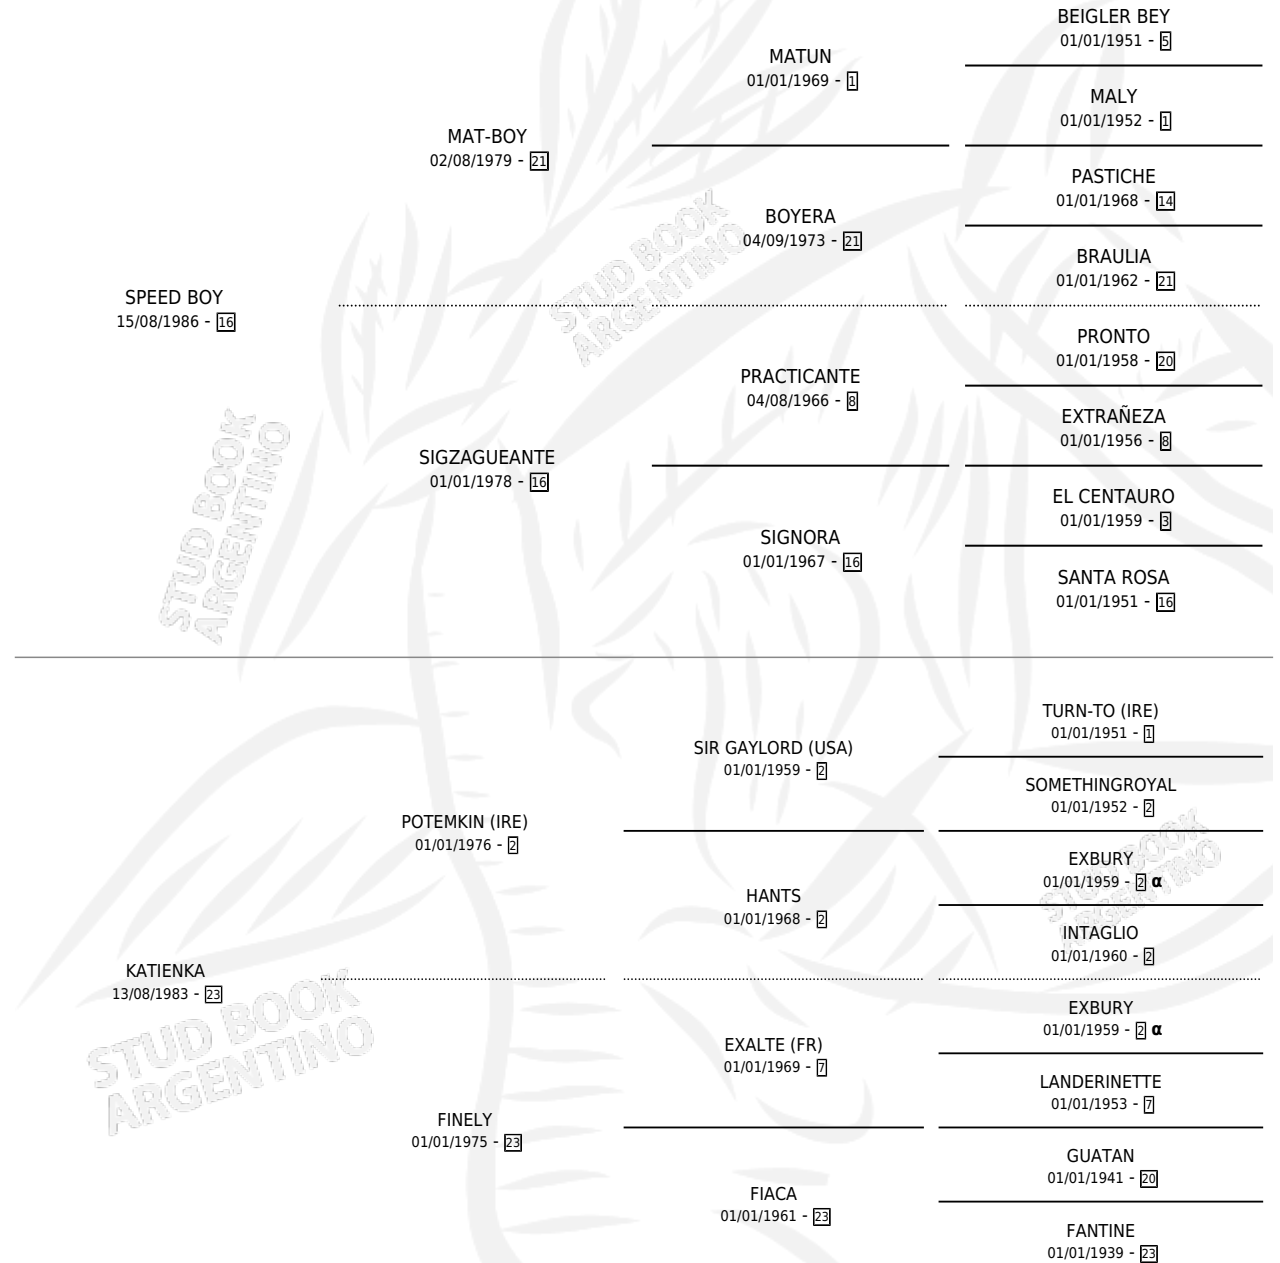 BEIGLER BEY
01/01/1951 - 5
MATUN
01/01/1969 - 1
MALY
01/01/1952 - 1
MAT-BOY
02/08/1979 - 21
PASTICHE
01/01/1968 - 14
BOYERA
04/09/1973 - 21
BRAULIA
01/01/1962 - 21
SPEED BOY
15/08/1986 - 16
PRONTO
01/01/1958 - 20
PRACTICANTE
04/08/1966 - 8
EXTRAÑEZA
01/01/1956 - 8
SIGZAGUEANTE
01/01/1978 - 16
EL CENTAURO
01/01/1959 - 3
SIGNORA
01/01/1967 - 16
SANTA ROSA
01/01/1951 - 16
TURN-TO (IRE)
01/01/1951 - 1
SIR GAYLORD (USA)
01/01/1959 - 2
SOMETHINGROYAL
01/01/1952 - 2
POTEMKIN (IRE)
01/01/1976 - 2
EXBURY
01/01/1959 - 2 α
HANTS
01/01/1968 - 2
INTAGLIO
01/01/1960 - 2
KATIENKA
13/08/1983 - 23
EXBURY
01/01/1959 - 2 α
EXALTE (FR)
01/01/1969 - 7
LANDERINETTE
01/01/1953 - 7
FINELY
01/01/1975 - 23
GUATAN
01/01/1941 - 20
FIACA
01/01/1961 - 23
FANTINE
01/01/1939 - 23
STUD BOOK
ARGENTINO
STUD BOOK
ARGENTINO
STUD BOOK
ARGENTINO
STUD BOOK
ARGENTINO